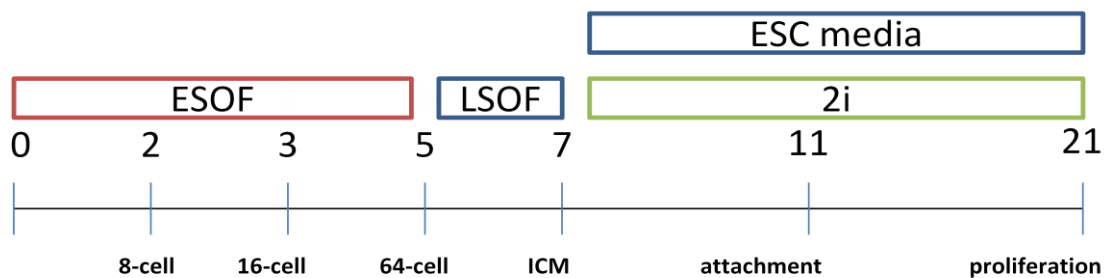 ESC media
ESOF LSOF 2i
0 2 3 5 7 11 21
8-cell 16-cell 64-cell ICM attachment proliferation